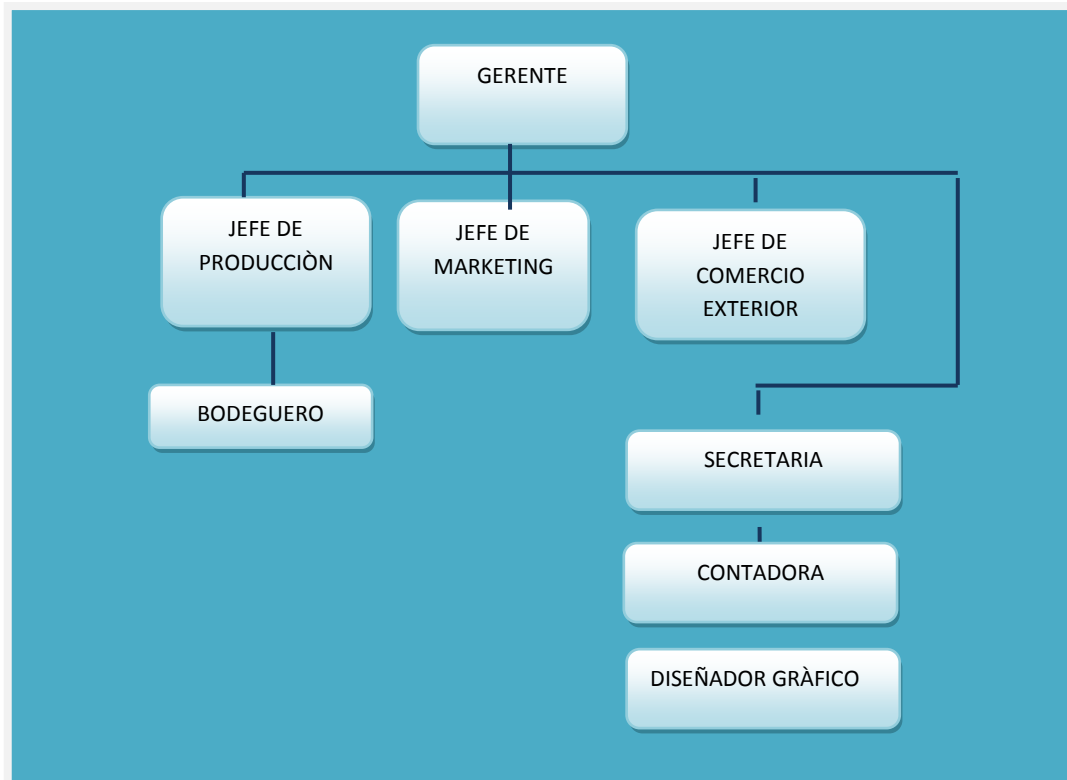 GERENTE
JEFE DE
PRODUCCIÒN
JEFE DE
MARKETING
JEFE DE
COMERCIO
EXTERIOR
BODEGUERO
SECRETARIA
CONTADORA
DISEÑADOR GRÀFICO